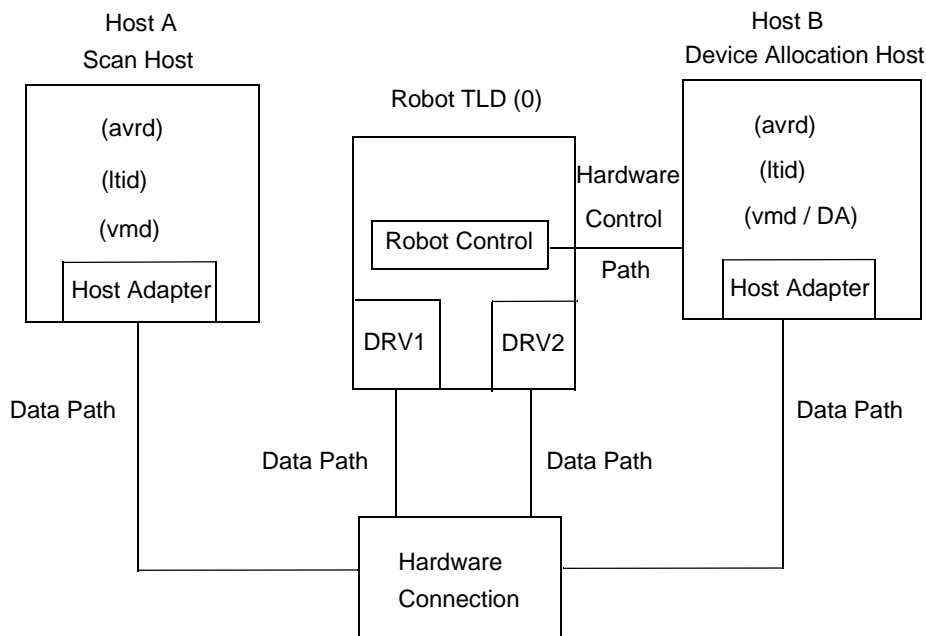 Host A
Scan Host
(avrd)
(ltid)
(vmd)
Host Adapter
Data Path
Robot TLD (0)
Robot Control
DRV1
DRV2
Data Path
Data Path
Hardware
Control
Path
Host B
Device Allocation Host
(avrd)
(ltid)
(vmd / DA)
Host Adapter
Data Path
Hardware
Connection